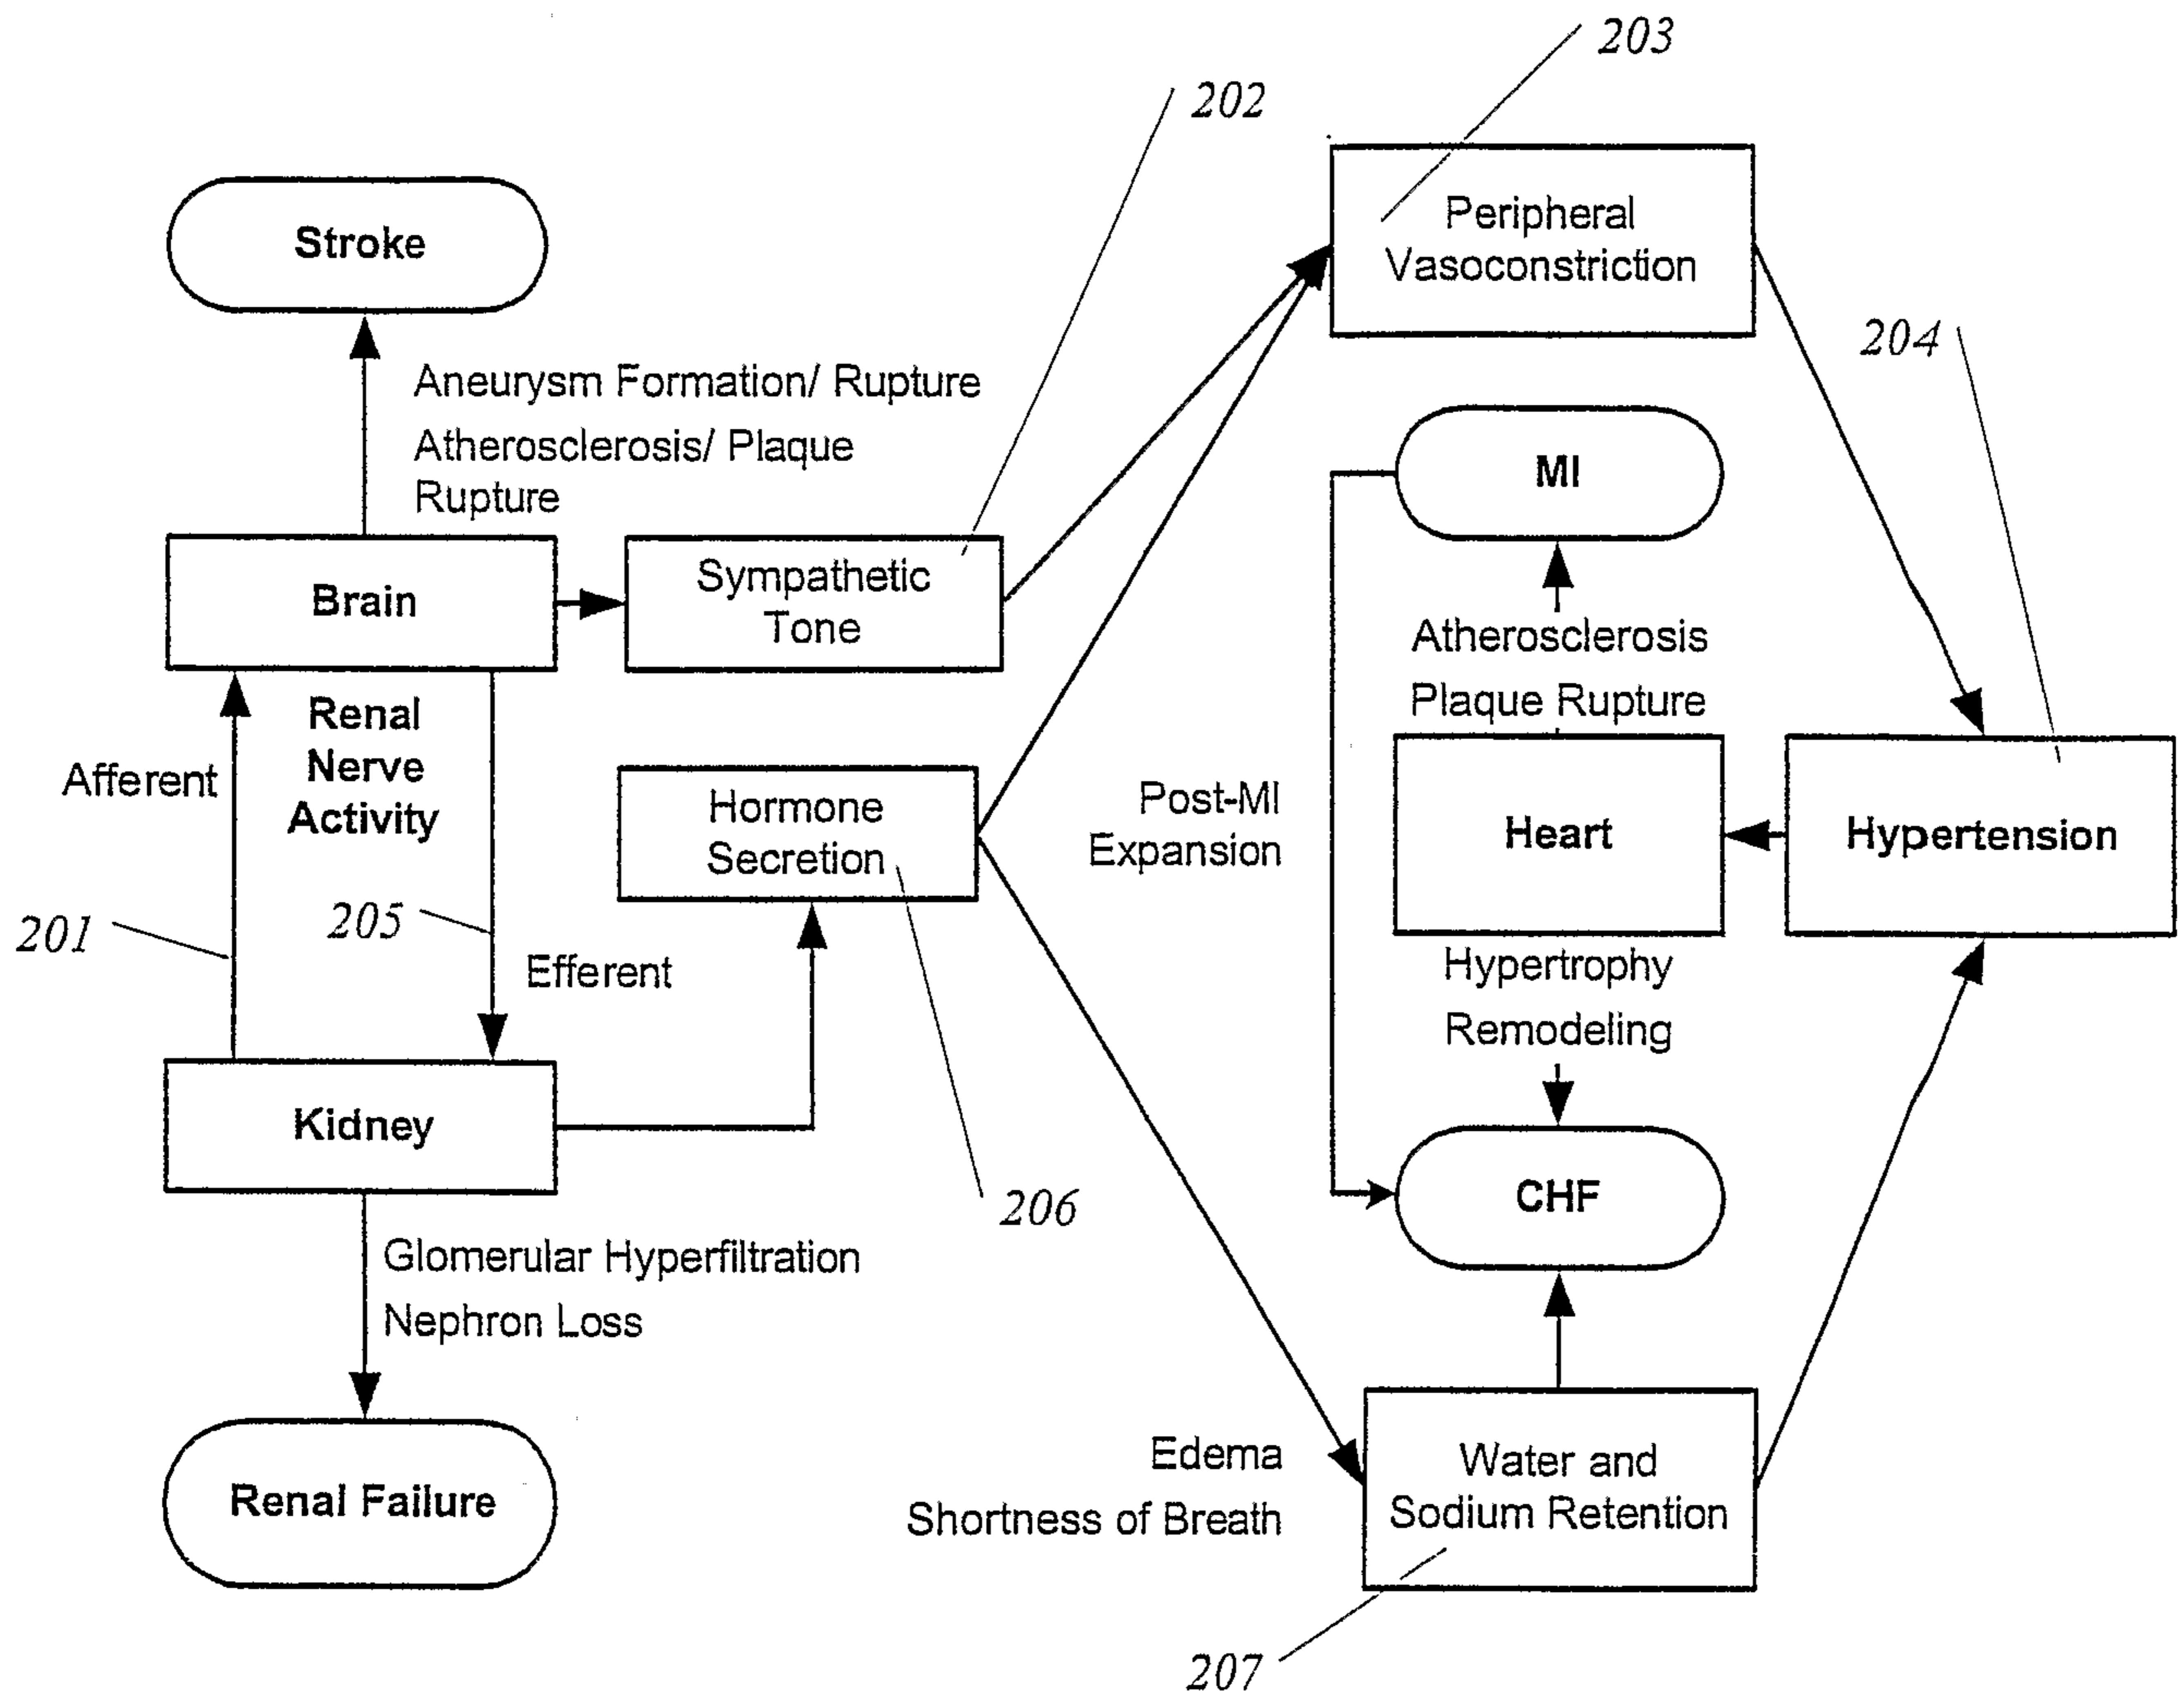 203
202
Peripheral
Vasoconstriction
Stroke
204
Aneurysm Formation/ Rupture
Atherosclerosis/ Plaque
Rupture
MI
Brain
Sympathetic
Tone
Atherosclerosis
Plaque Rupture
Renal
Nerve
Activity
Afferent
Hormone
Secretion
Post-MI
Expansion
Heart
Hypertension
201
205
Efferent
Hypertrophy
Remodeling
Kidney
206
CHF
Glomerular Hyperfiltration
Nephron Loss
Renal Failure
Edema
Shortness of Breath
Water and
Sodium Retention
207